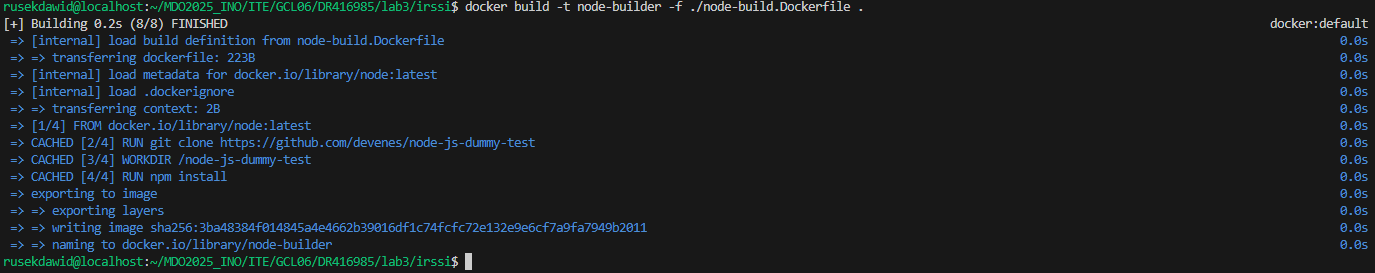 rusekdawid@localhost:~/MDO2025_INO/ITE/GCL06/DR416985/lab3/irssi$ docker build -t node-builder -f ./node-build.Dockerfile .
[+] Building 0.2s (8/8) FINISHED docker:default
=> [internal] load build definition from node-build.Dockerfile 0.0s
=> => transferring dockerfile: 223B 0.0s
=> [internal] load metadata for docker.io/library/node:latest 0.0s
=> [internal] load .dockerignore 0.0s
=> => transferring context: 2B 0.0s
=> [1/4] FROM docker.io/library/node:latest 0.0s
=> CACHED [2/4] RUN git clone https://github.com/devenes/node-js-dummy-test 0.0s
=> CACHED [3/4] WORKDIR /node-js-dummy-test 0.0s
=> CACHED [4/4] RUN npm install 0.0s
=> exporting to image 0.0s
=> => exporting layers 0.0s
=> => writing image sha256:3ba48384f014845a4e4662b39016df1c74fcfc72e132e9e6cf7a9fa7949b2011 0.0s
=> => naming to docker.io/library/node-builder 0.0s
rusekdawid@localhost:~/MDO2025_INO/ITE/GCL06/DR416985/lab3/irssi$